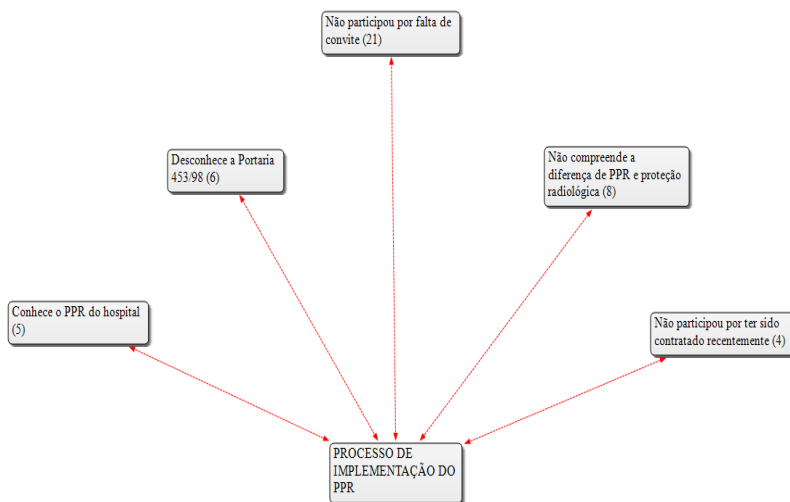 Não participou por falta de
convite (21)
Desconhece a Portaria
453/98 (6)
Não compreende a
diferença de PPR e proteção
radiológica (8)
Conhece o PPR do hospital
(5)
Não participou por ter sido
contratado recentemente (4)
PROCESSO DE
IMPLEMENTAÇÃO DO
PPR